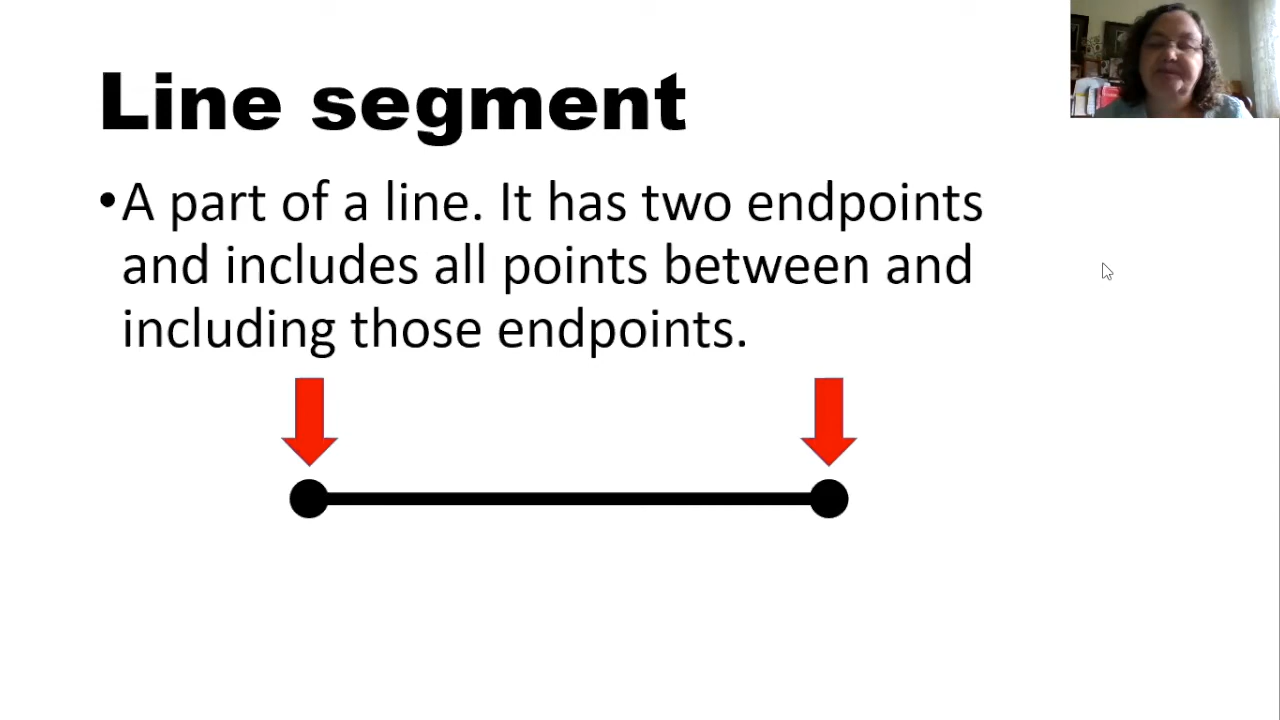 Line segment
•A part of a line. It has two endpoints
and includes all points between and
including those endpoints.